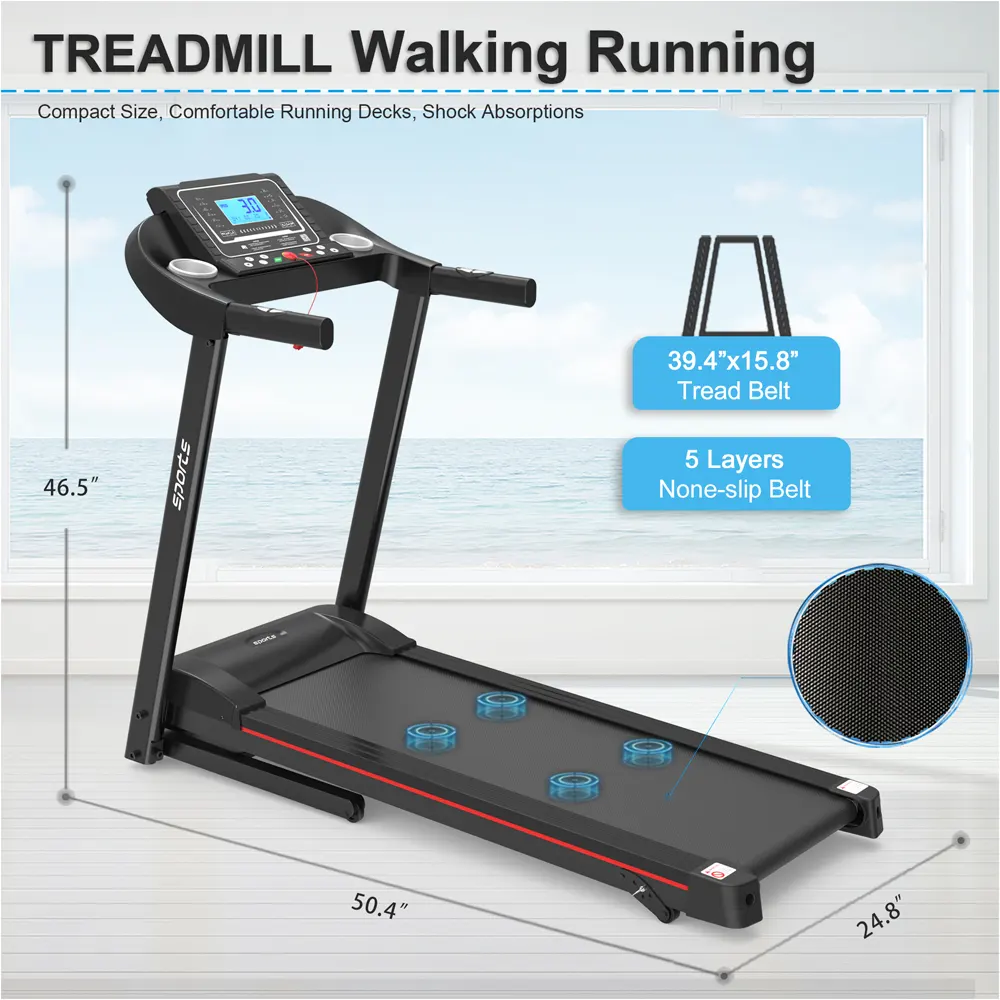 TREADMILL Walking Running
Compact Size, Comfortable Running Decks, Shock Absorptions
3.0
39.4”x15.8”
Tread Belt
5 Layers
None-slip Belt
46.5”
sports
sports
50.4”
24.8”